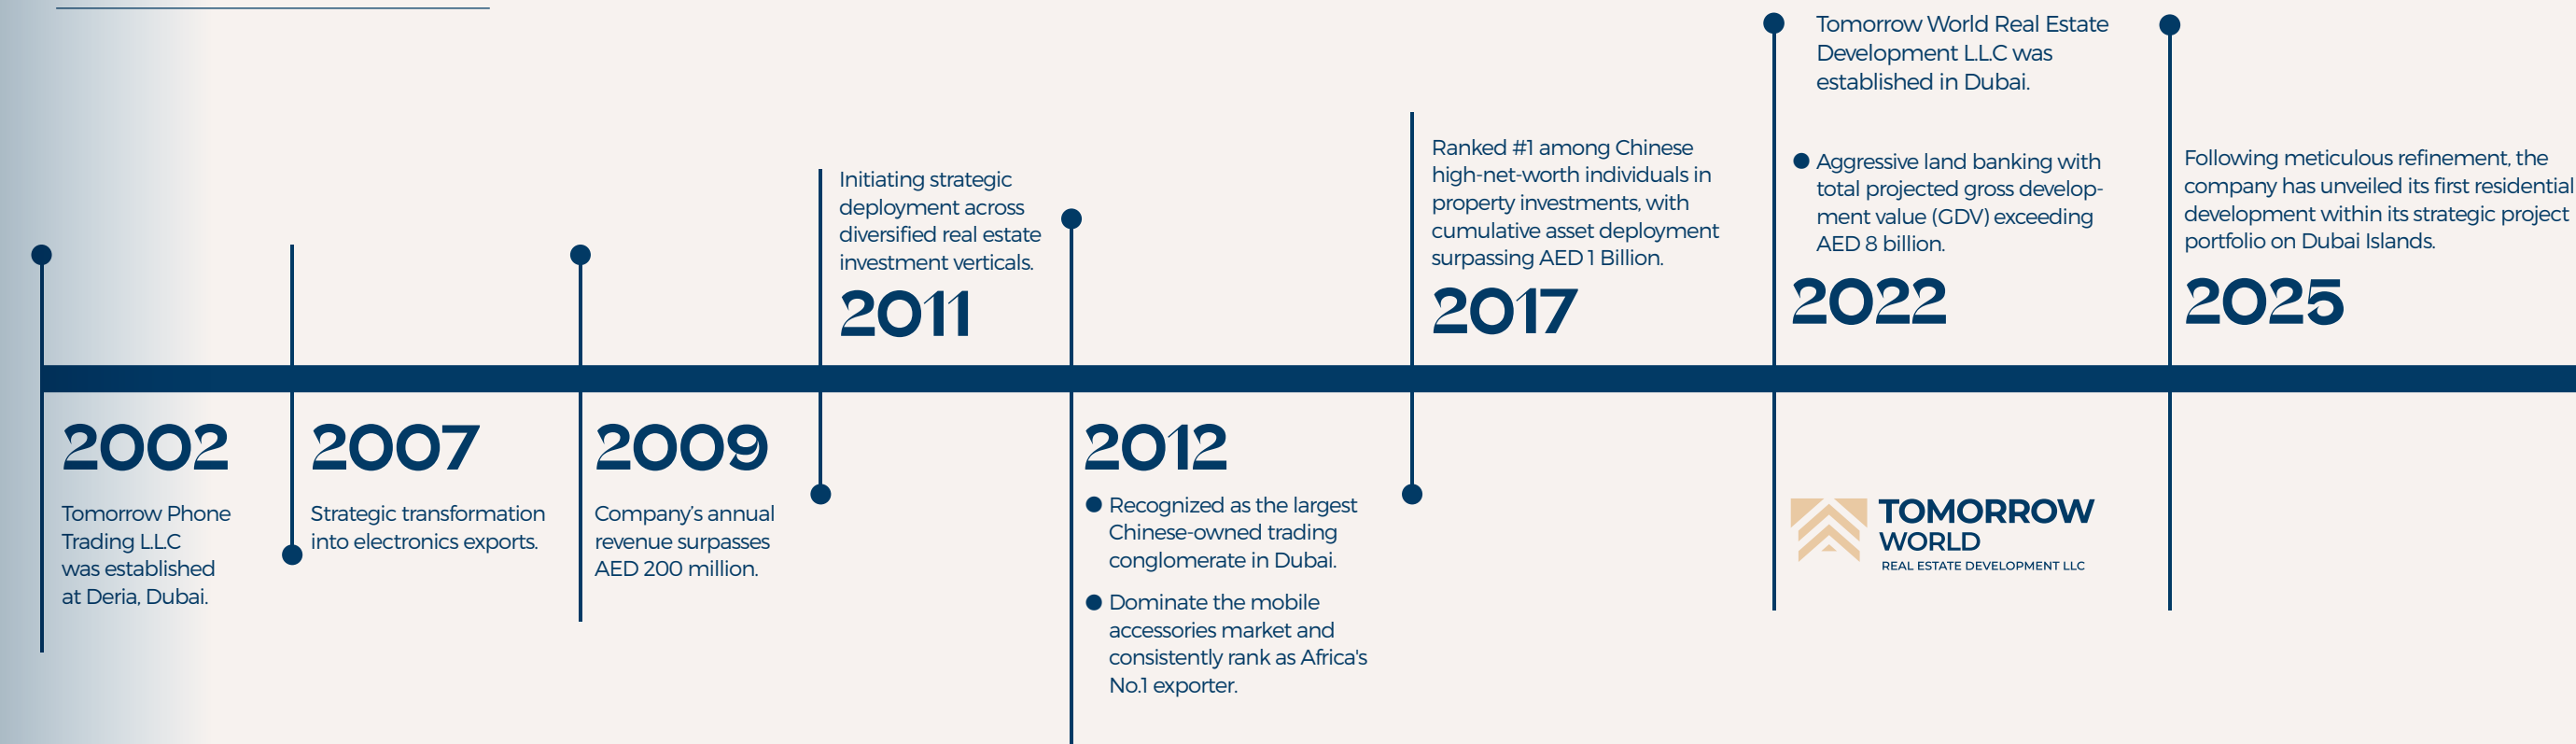 2002
Tomorrow Phone
Trading L.L.C
was established
at Deria, Dubai.
2007
Strategic transformation
into electronics exports.
2009
Company's annual
revenue surpasses
AED 200 million.
Initiating strategic
deployment across
diversified real estate
investment verticals.
2011
2012
Recognized as the largest
Chinese-owned trading
conglomerate in Dubai.
Dominate the mobile
accessories market and
consistently rank as Africa's
No.1 exporter.
Ranked #1 among Chinese
high-net-worth individuals in
property investments, with
cumulative asset deployment
surpassing AED 1 Billion.
2017
Tomorrow World Real Estate
Development L.L.C was
established in Dubai.
Aggressive land banking with
total projected gross develop-
ment value (GDV) exceeding
AED 8 billion.
2022
TOMORROW
WORLD
REAL ESTATE DEVELOPMENT LLC
Following meticulous refinement, the
company has unveiled its first residential
development within its strategic project
portfolio on Dubai Islands.
2025